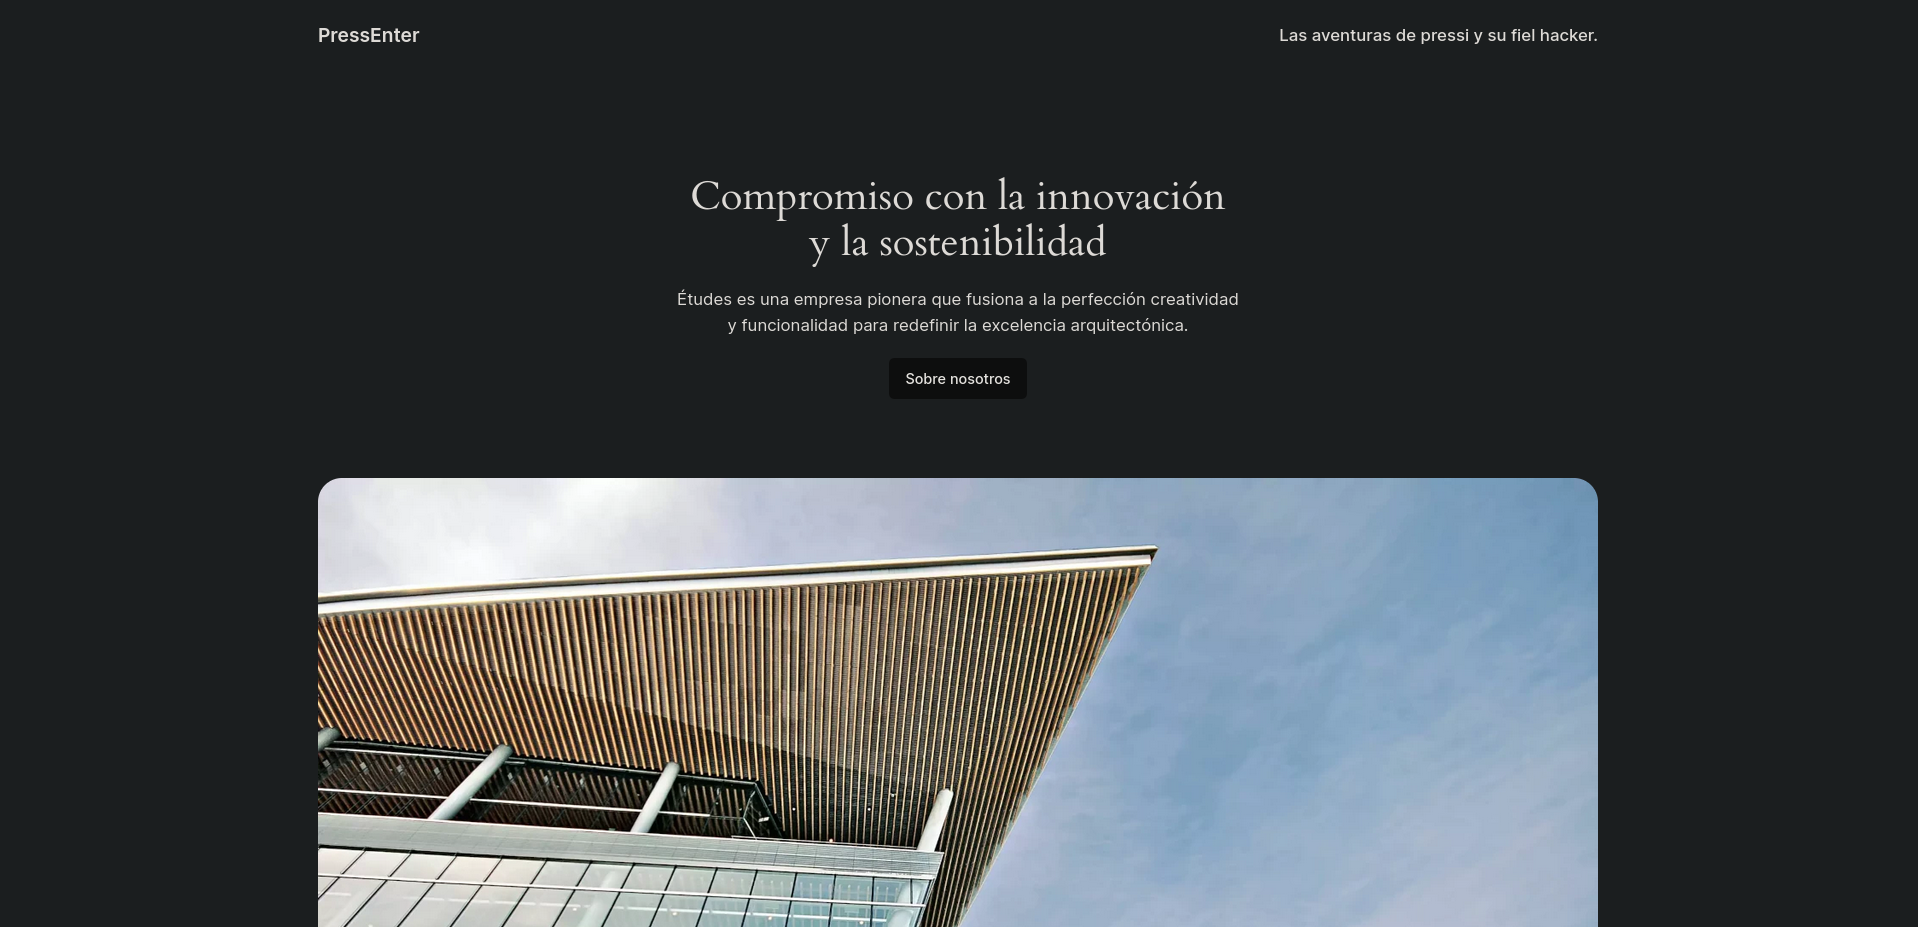 PressEnter
Las aventuras de pressi y su fiel hacker.
Compromiso con la innovación
y la sostenibilidad
Études es una empresa pionera que fusiona a la perfección creatividad
y funcionalidad para redefinir la excelencia arquitectónica.
Sobre nosotros